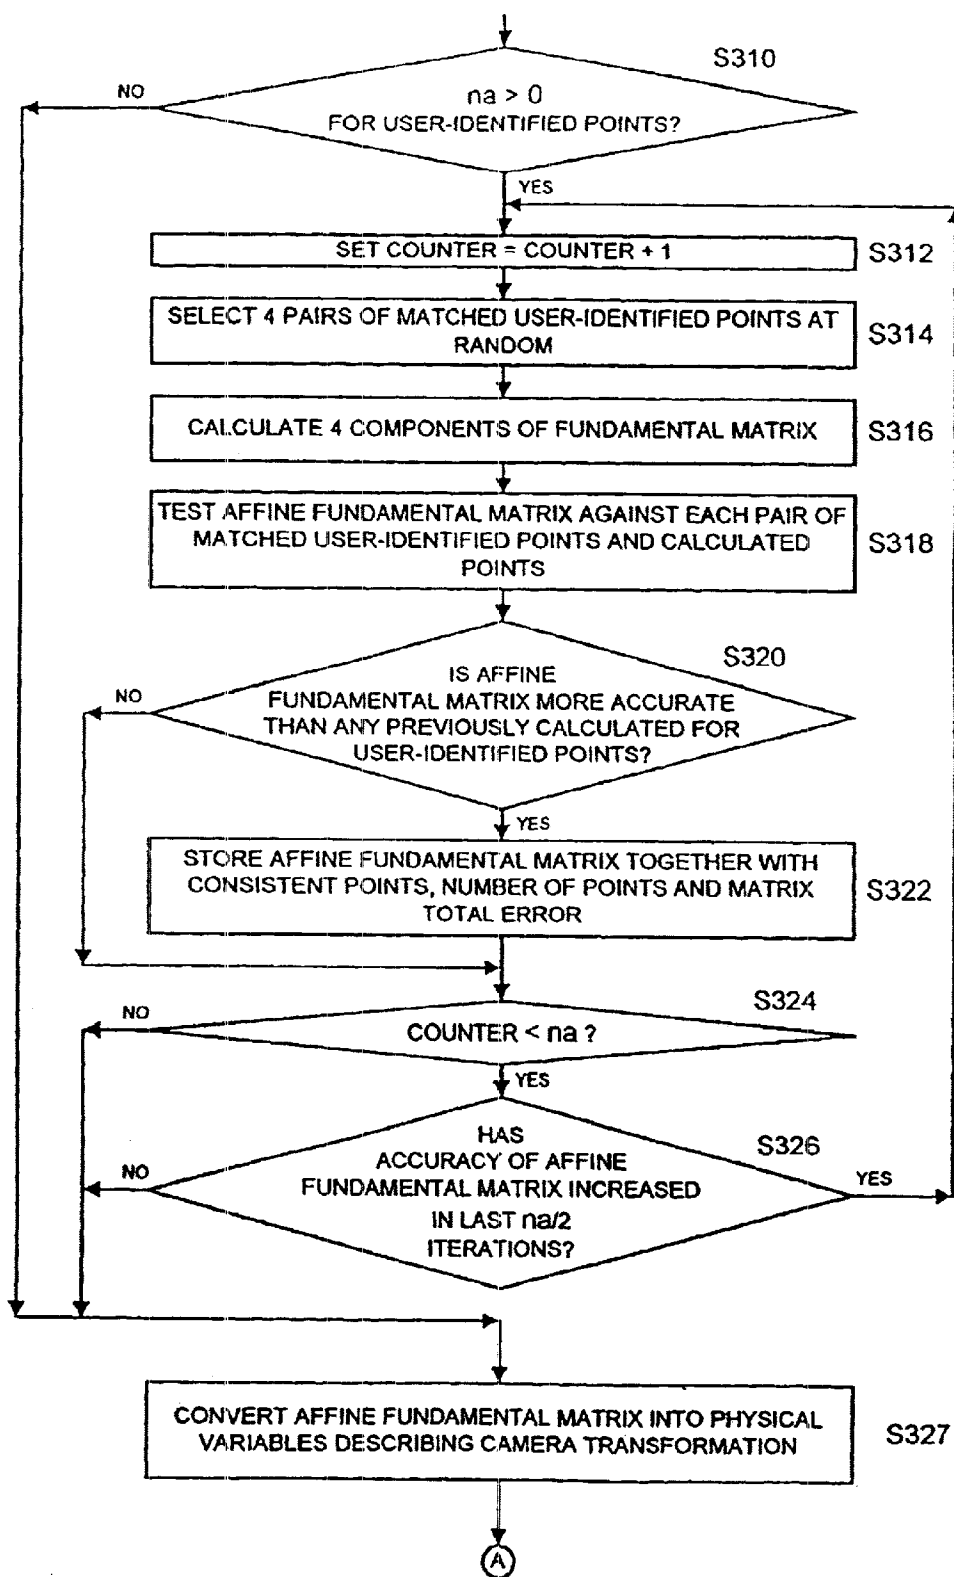 S310
NO
na > 0
FOR USER-IDENTIFIED POINTS?
YES
SET COUNTER = COUNTER + 1
S312
SELECT 4 PAIRS OF MATCHED USER-IDENTIFIED POINTS AT
RANDOM
S314
CALCULATE 4 COMPONENTS OF FUNDAMENTAL MATRIX
S316
TEST AFFINE FUNDAMENTAL MATRIX AGAINST EACH PAIR OF
MATCHED USER-IDENTIFIED POINTS AND CALCULATED
POINTS
S318
S320
NO
IS AFFINE
FUNDAMENTAL MATRIX MORE ACCURATE
THAN ANY PREVIOUSLY CALCULATED FOR
USER-IDENTIFIED POINTS?
YES
STORE AFFINE FUNDAMENTAL MATRIX TOGETHER WITH
CONSISTENT POINTS, NUMBER OF POINTS AND MATRIX
TOTAL ERROR
S322
S324
NO
COUNTER < na ?
YES
S326
HAS
ACCURACY OF AFFINE
FUNDAMENTAL MATRIX INCREASED
IN LAST na/2
ITERATIONS?
NO
YES
CONVERT AFFINE FUNDAMENTAL MATRIX INTO PHYSICAL
VARIABLES DESCRIBING CAMERA TRANSFORMATION
S327
A